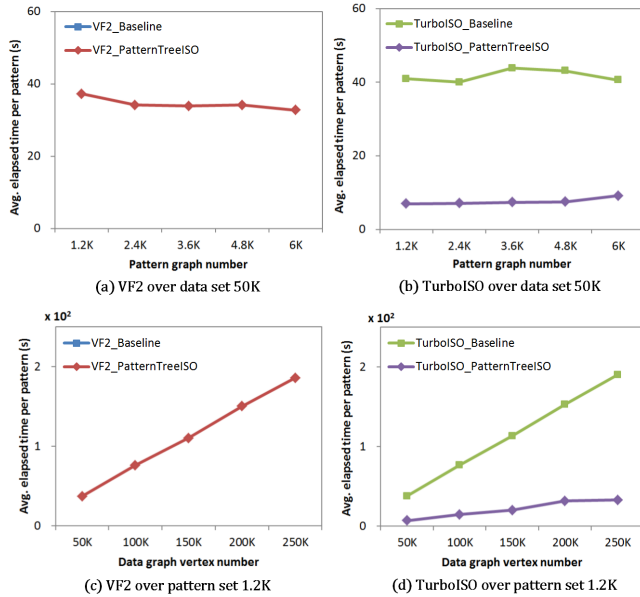 60
40
20
0
VF2_Baseline
VF2_PatternTreeISO
Avg. elapsed time per pattern (s)
1.2K 2.4K 3.6K 4.8K 6K
Pattern graph number
(a) VF2 over data set 50K
60
40
20
0
TurboISO_Baseline
TurboISO_PatternTreeISO
Avg. elapsed time per pattern (s)
1.2K 2.4K 3.6K 4.8K 6K
Pattern graph number
(b) TurboISO over data set 50K
x 10²
2
1
0
VF2_Baseline
VF2_PatternTreeISO
Avg. elapsed time per pattern (s)
50K 100K 150K 200K 250K
Data graph vertex number
(c) VF2 over pattern set 1.2K
x 10²
2
1
0
TurboISO_Baseline
TurboISO_PatternTreeISO
Avg. elapsed time per pattern (s)
50K 100K 150K 200K 250K
Data graph vertex number
(d) TurboISO over pattern set 1.2K